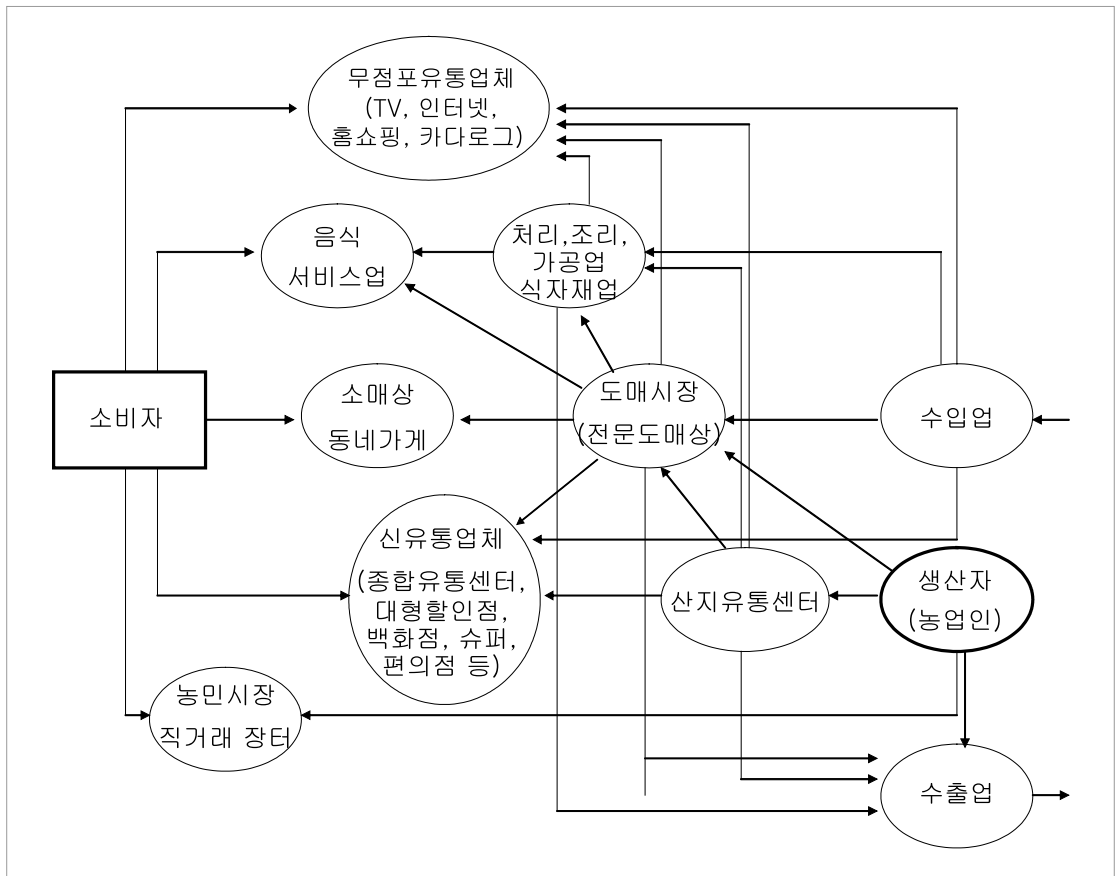 무점포유통업체
(TV, 인터넷,
홈쇼핑, 카다로그)
음식
서비스업
처리,조리,
가공업
식자재업
소비자
소매상
동네가게
도매시장
(전문도매상)
수입업
신유통업체
(종합유통센터,
대형할인점,
백화점, 슈퍼,
편의점 등)
산지유통센터
생산자
(농업인)
농민시장
직거래 장터
수출업